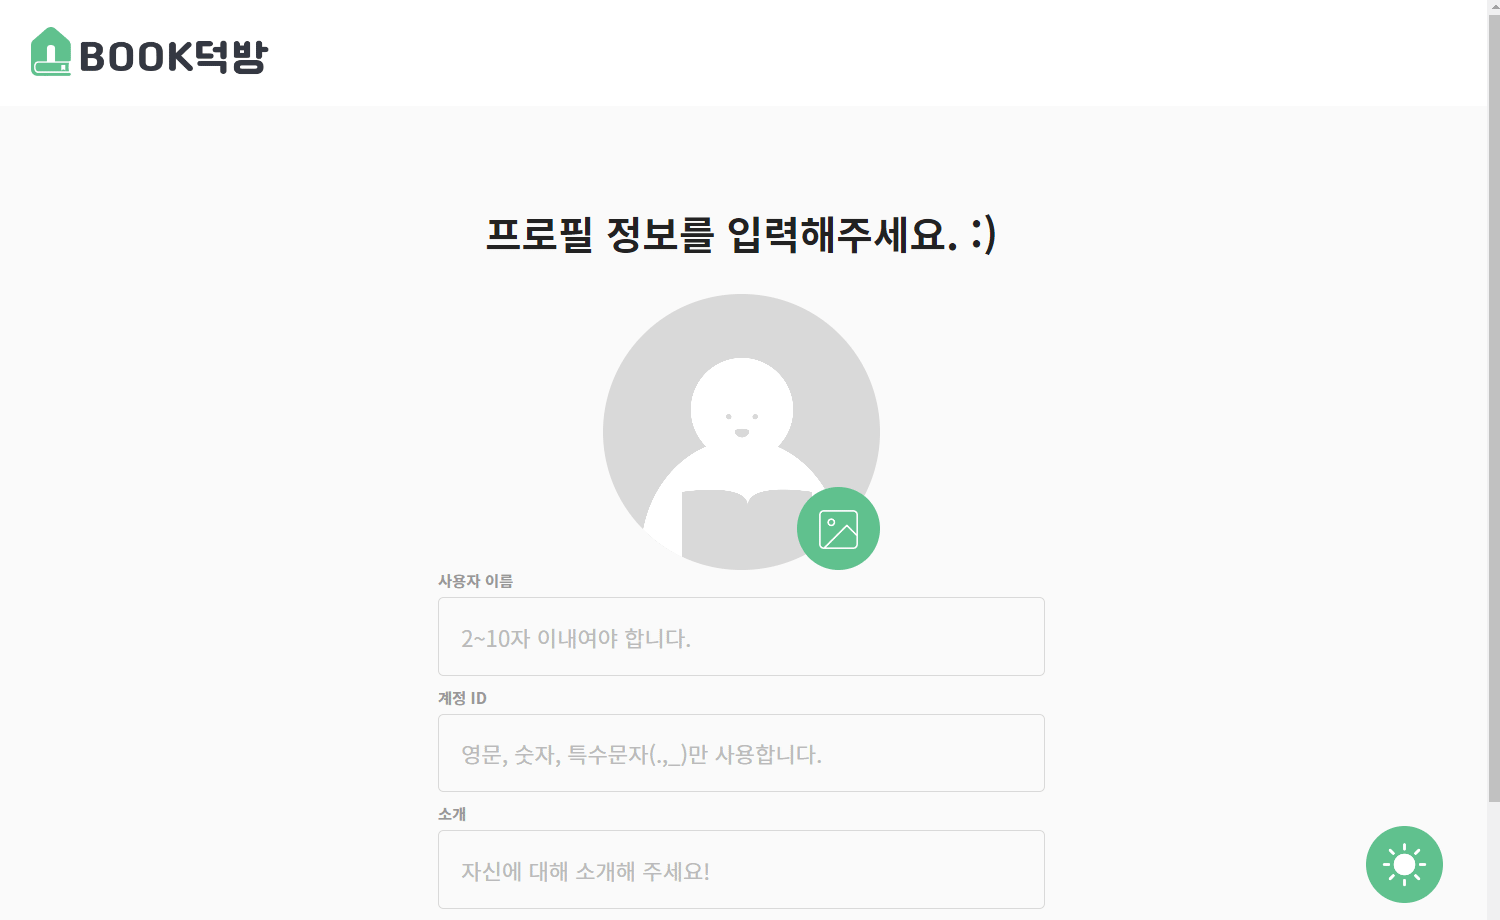 BOOK덕방
프로필 정보를 입력해주세요. :)
사용자 이름
2~10자 이내여야 합니다.
계정 ID
영문, 숫자, 특수문자(.,_)만 사용합니다.
소개
자신에 대해 소개해 주세요!